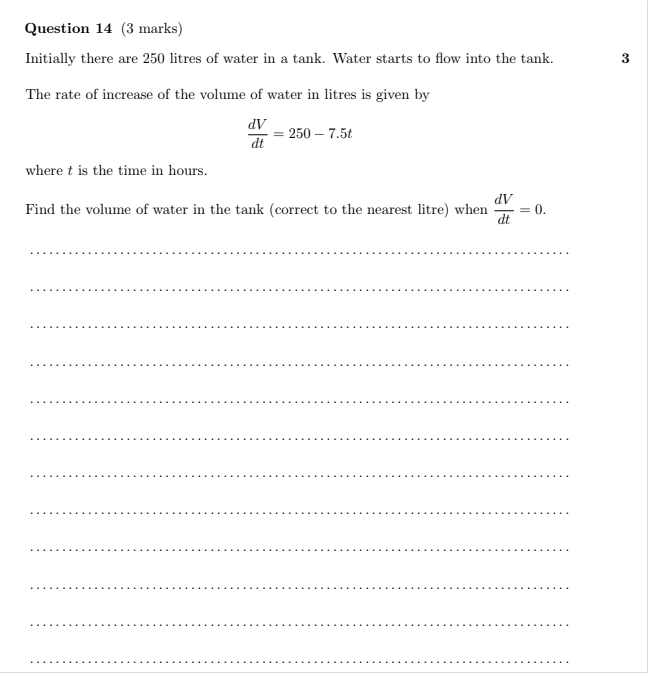 Question 14 (3 marks)
Initially there are 250 litres of water in a tank. Water starts to flow into the tank. 3
The rate of increase of the volume of water in litres is given by
dV/dt = 250 − 7.5t
where t is the time in hours.
Find the volume of water in the tank (correct to the nearest litre) when dV/dt = 0.